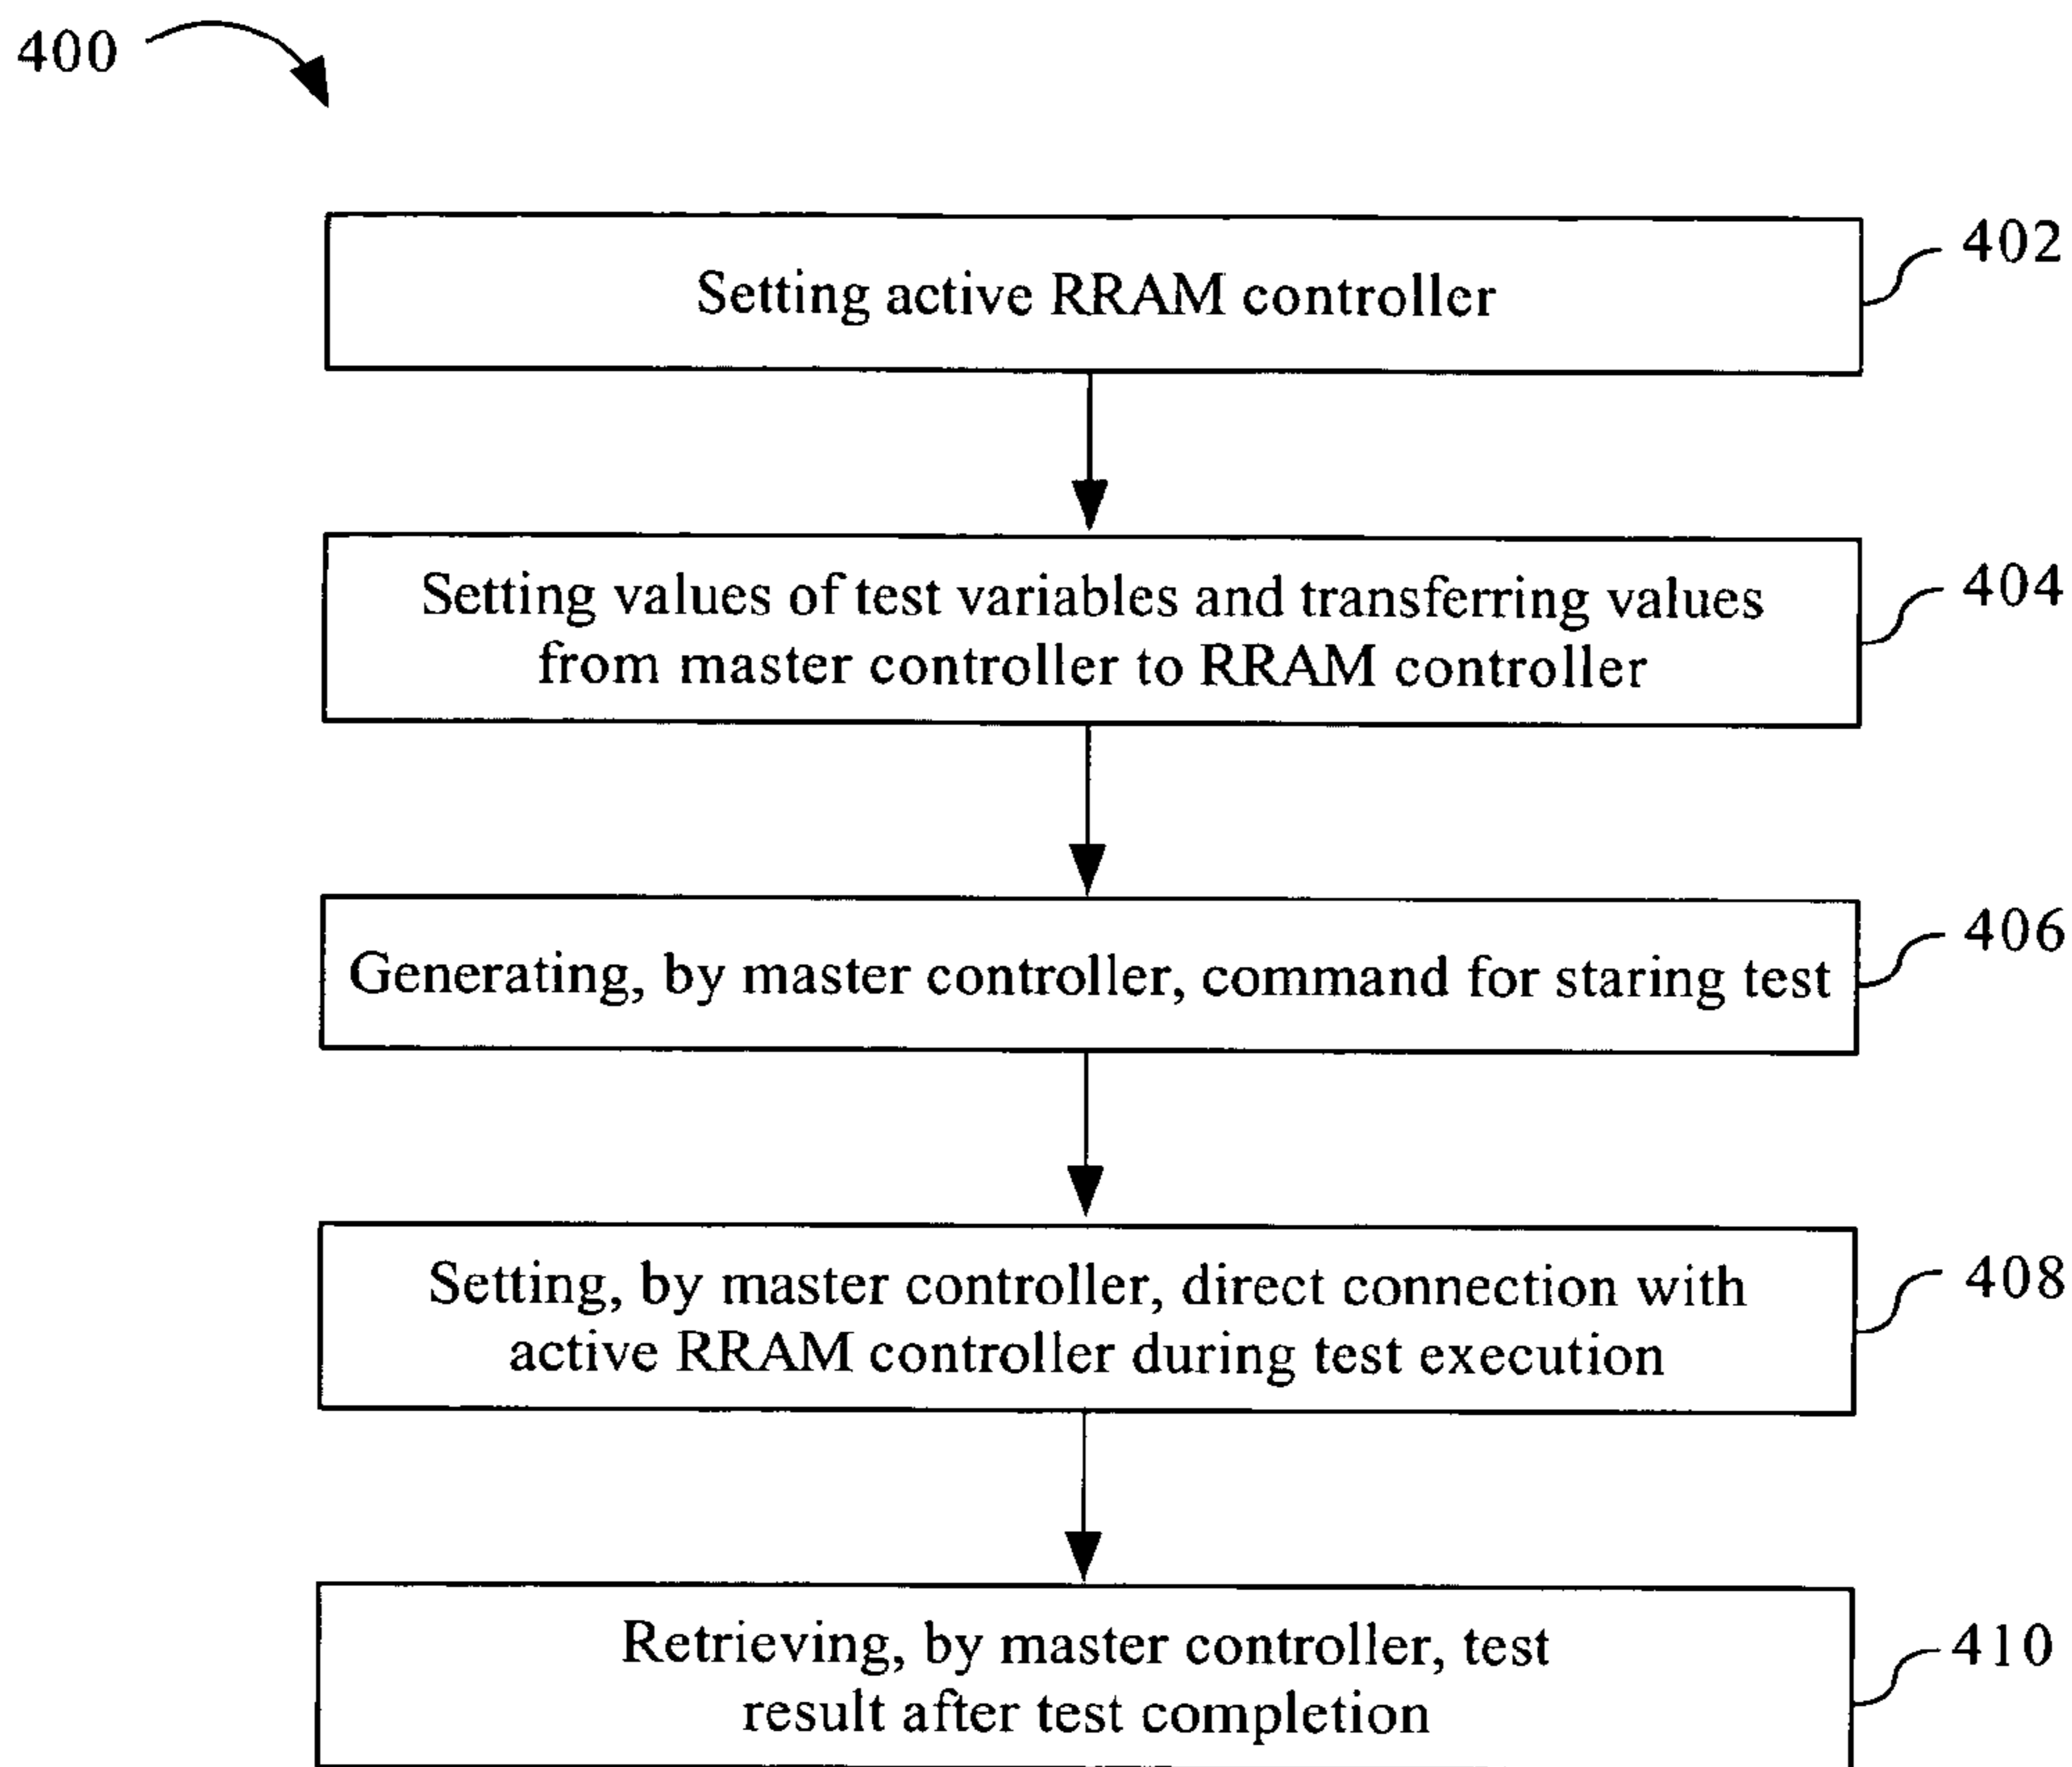 400
Setting active RRAM controller
402
Setting values of test variables and transferring values
from master controller to RRAM controller
404
Generating, by master controller, command for staring test
406
Setting, by master controller, direct connection with
active RRAM controller during test execution
408
Retrieving, by master controller, test
result after test completion
410